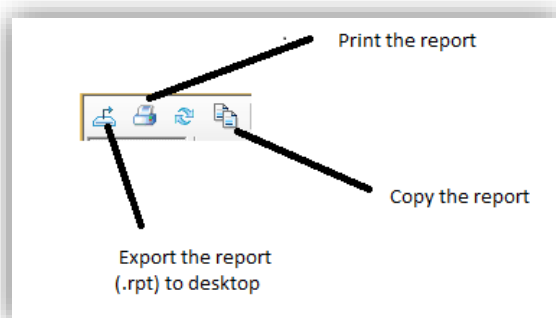 Print the report
Copy the report
Export the report
(.rpt) to desktop